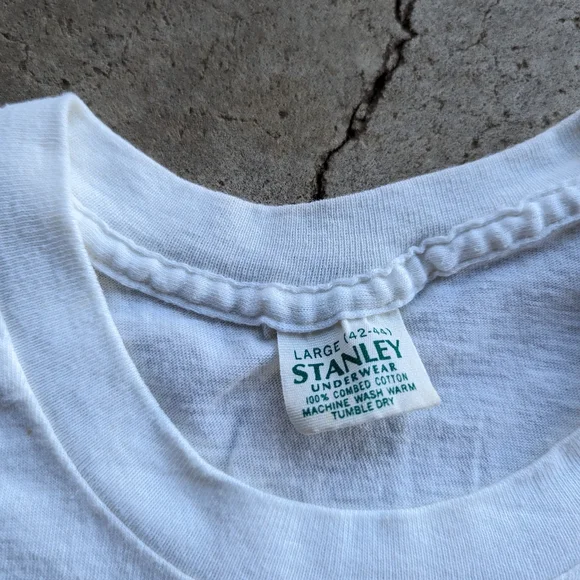 LARGE (42-44)
STANLEY
UNDERWEAR
100% COMBED COTTON
MACHINE WASH WARM
TUMBLE DRY